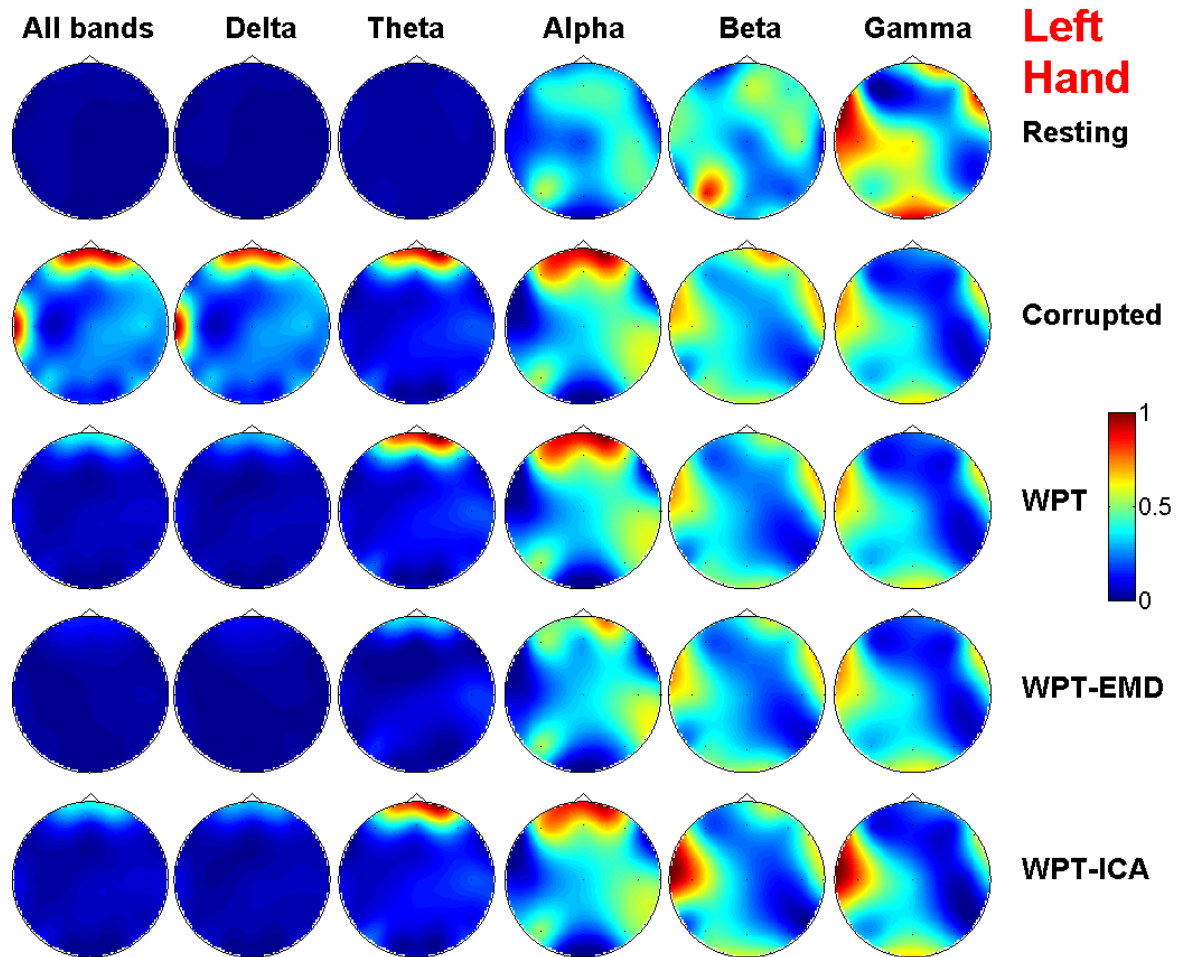 All bands Delta Theta Alpha Beta Gamma
Left
Hand
Resting
Corrupted
1
WPT
0.5
0
WPT-EMD
WPT-ICA